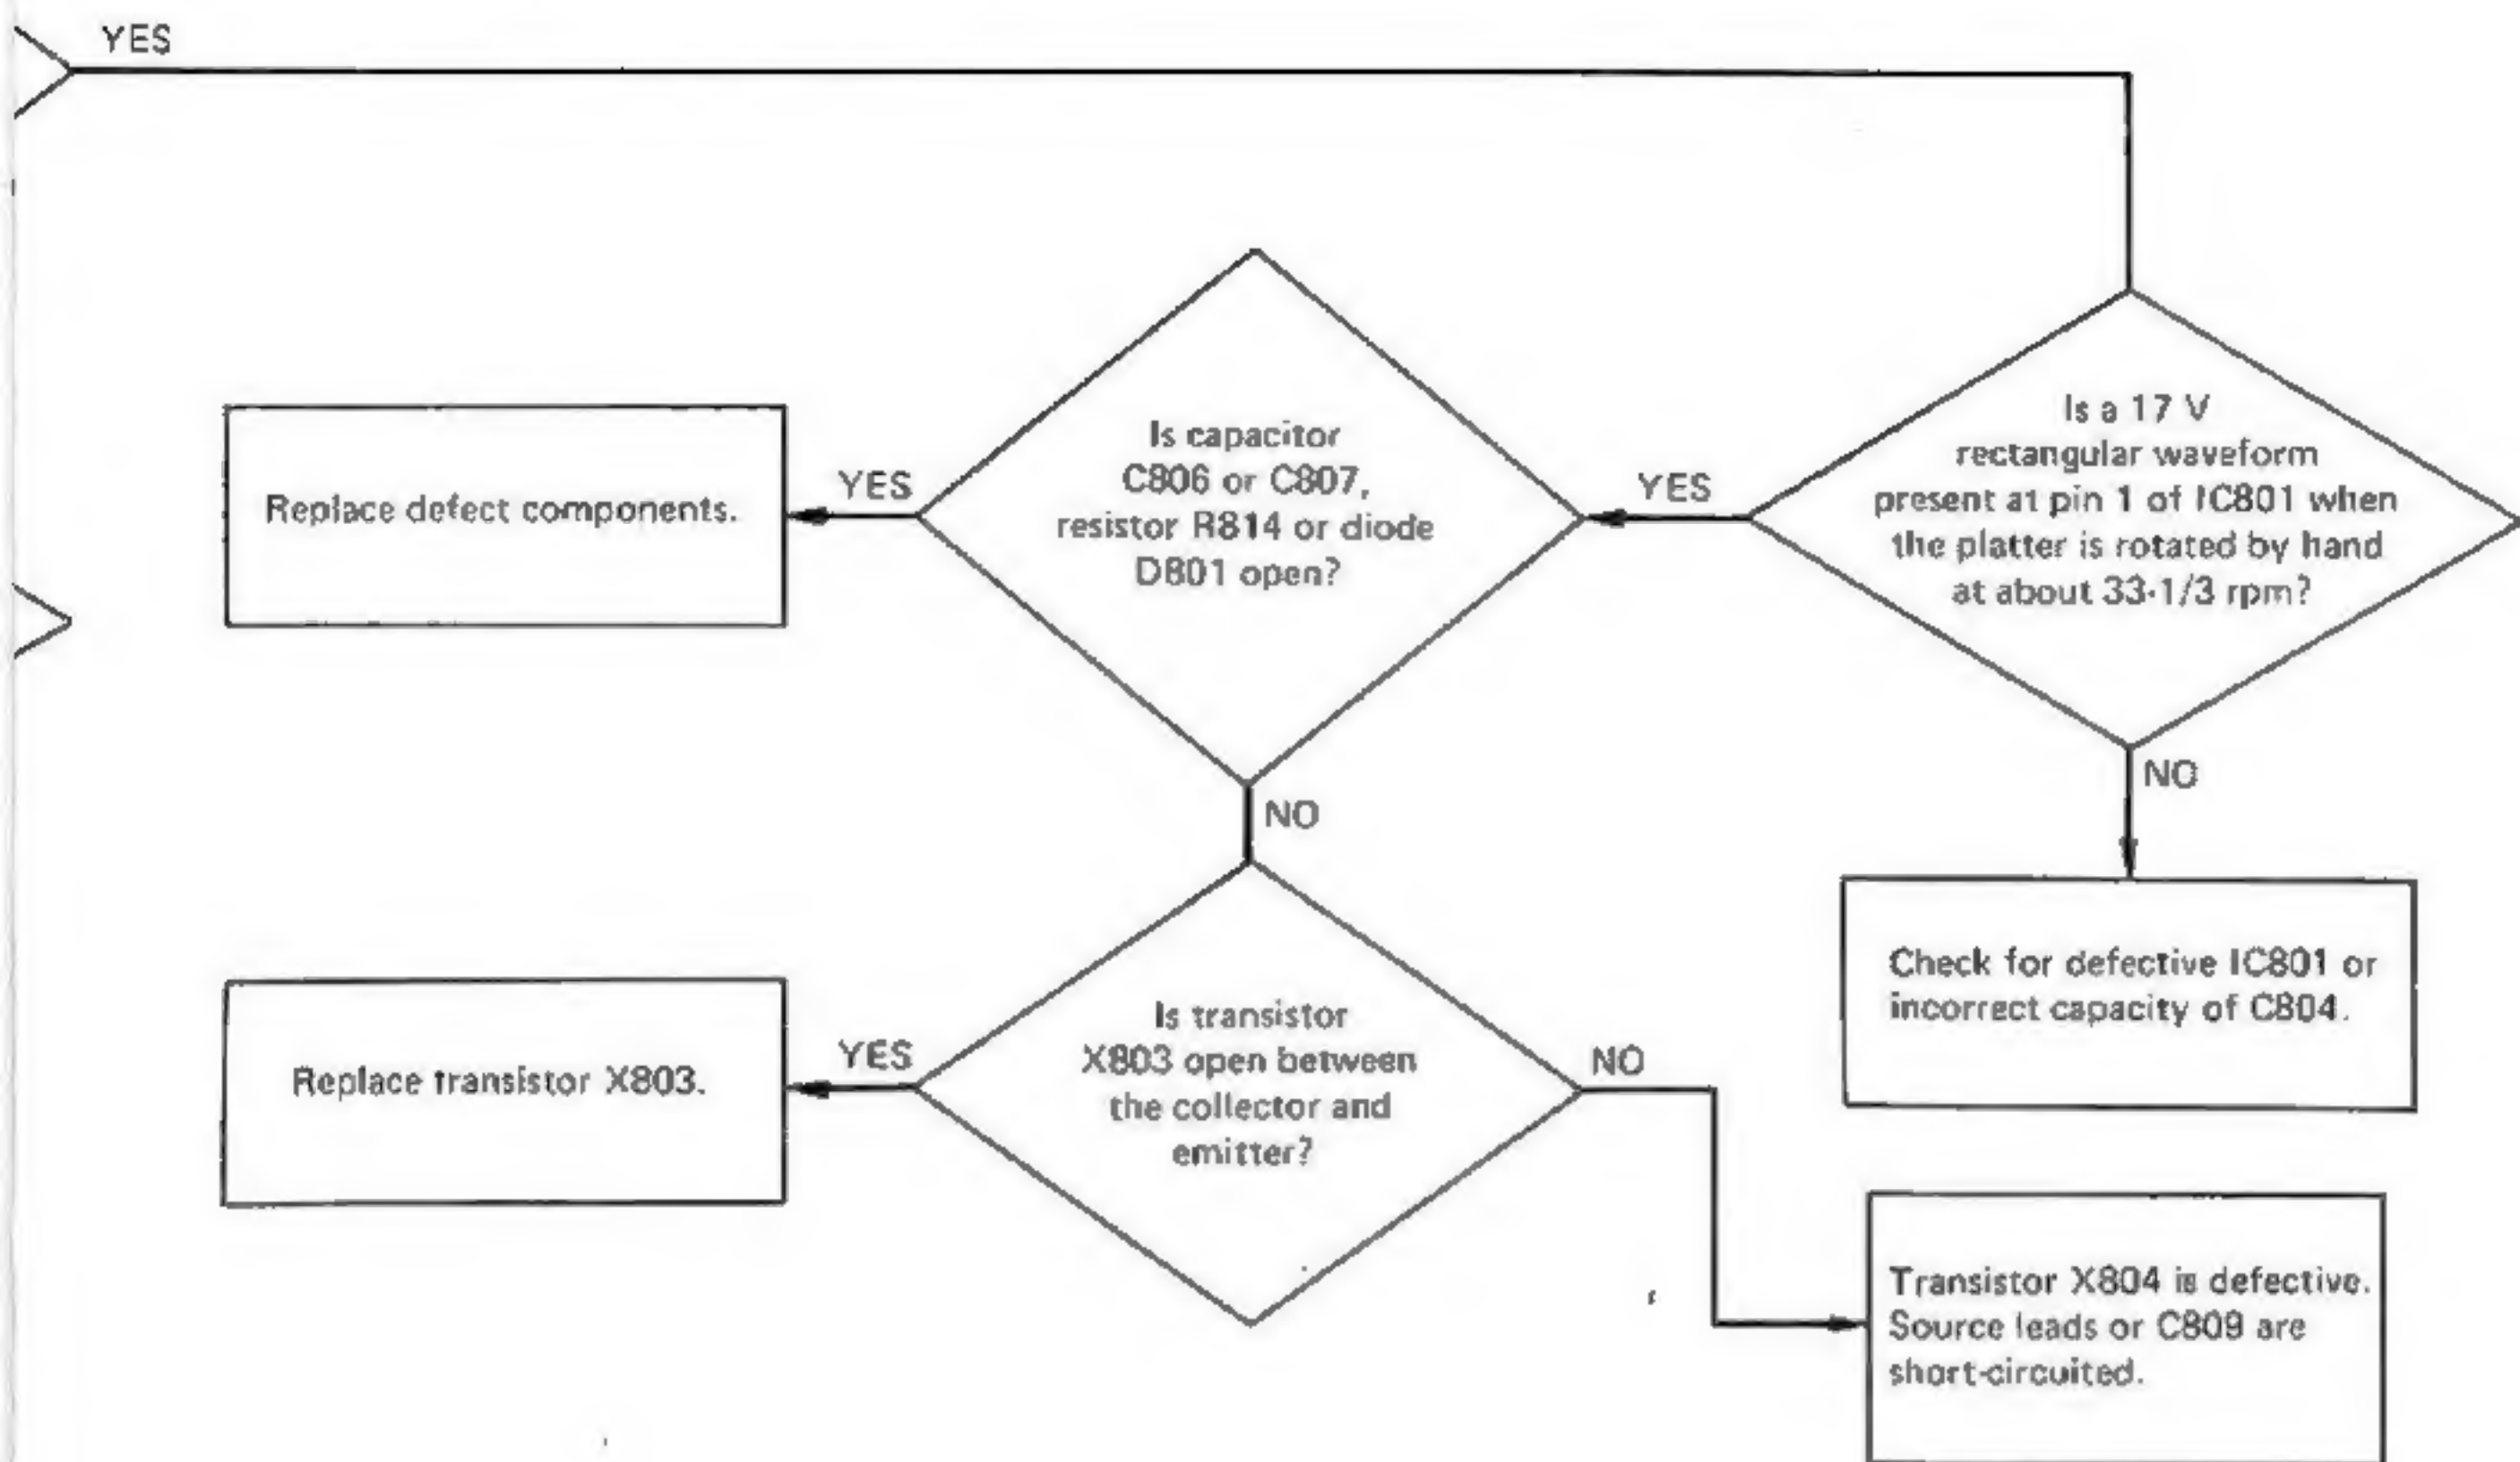 YES
Is a 17 V
rectangular waveform
present at pin 1 of IC801 when
the platter is rotated by hand
at about 33-1/3 rpm?
YES
NO
Is capacitor
C806 or C807,
resistor R814 or diode
D801 open?
YES
Replace defect components.
NO
Check for defective IC801 or
incorrect capacity of C804.
Is transistor
X803 open between
the collector and
emitter?
YES
Replace transistor X803.
NO
Transistor X804 is defective.
Source leads or C809 are
short-circuited.